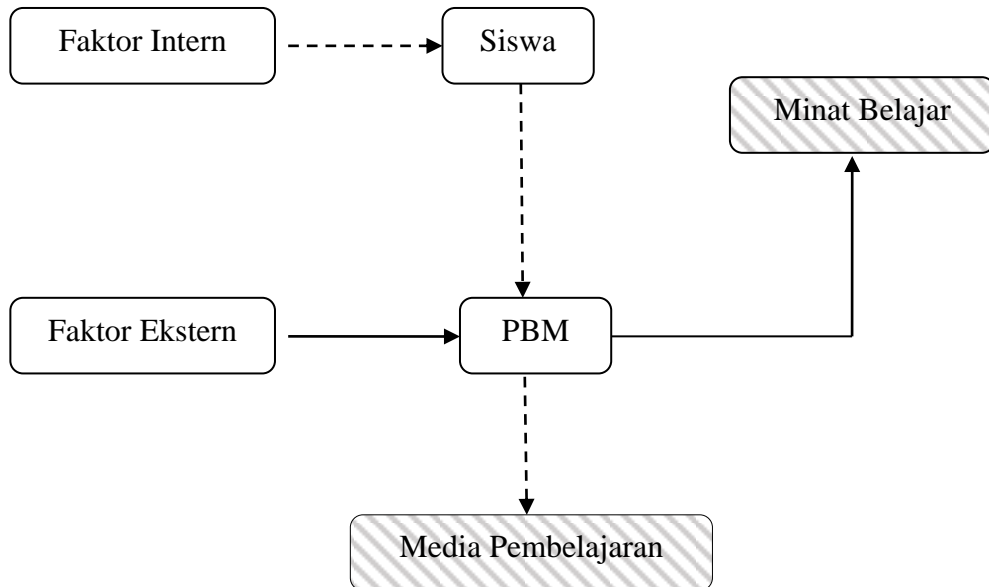 Faktor Intern
Siswa
Minat Belajar
Faktor Ekstern
PBM
Media Pembelajaran